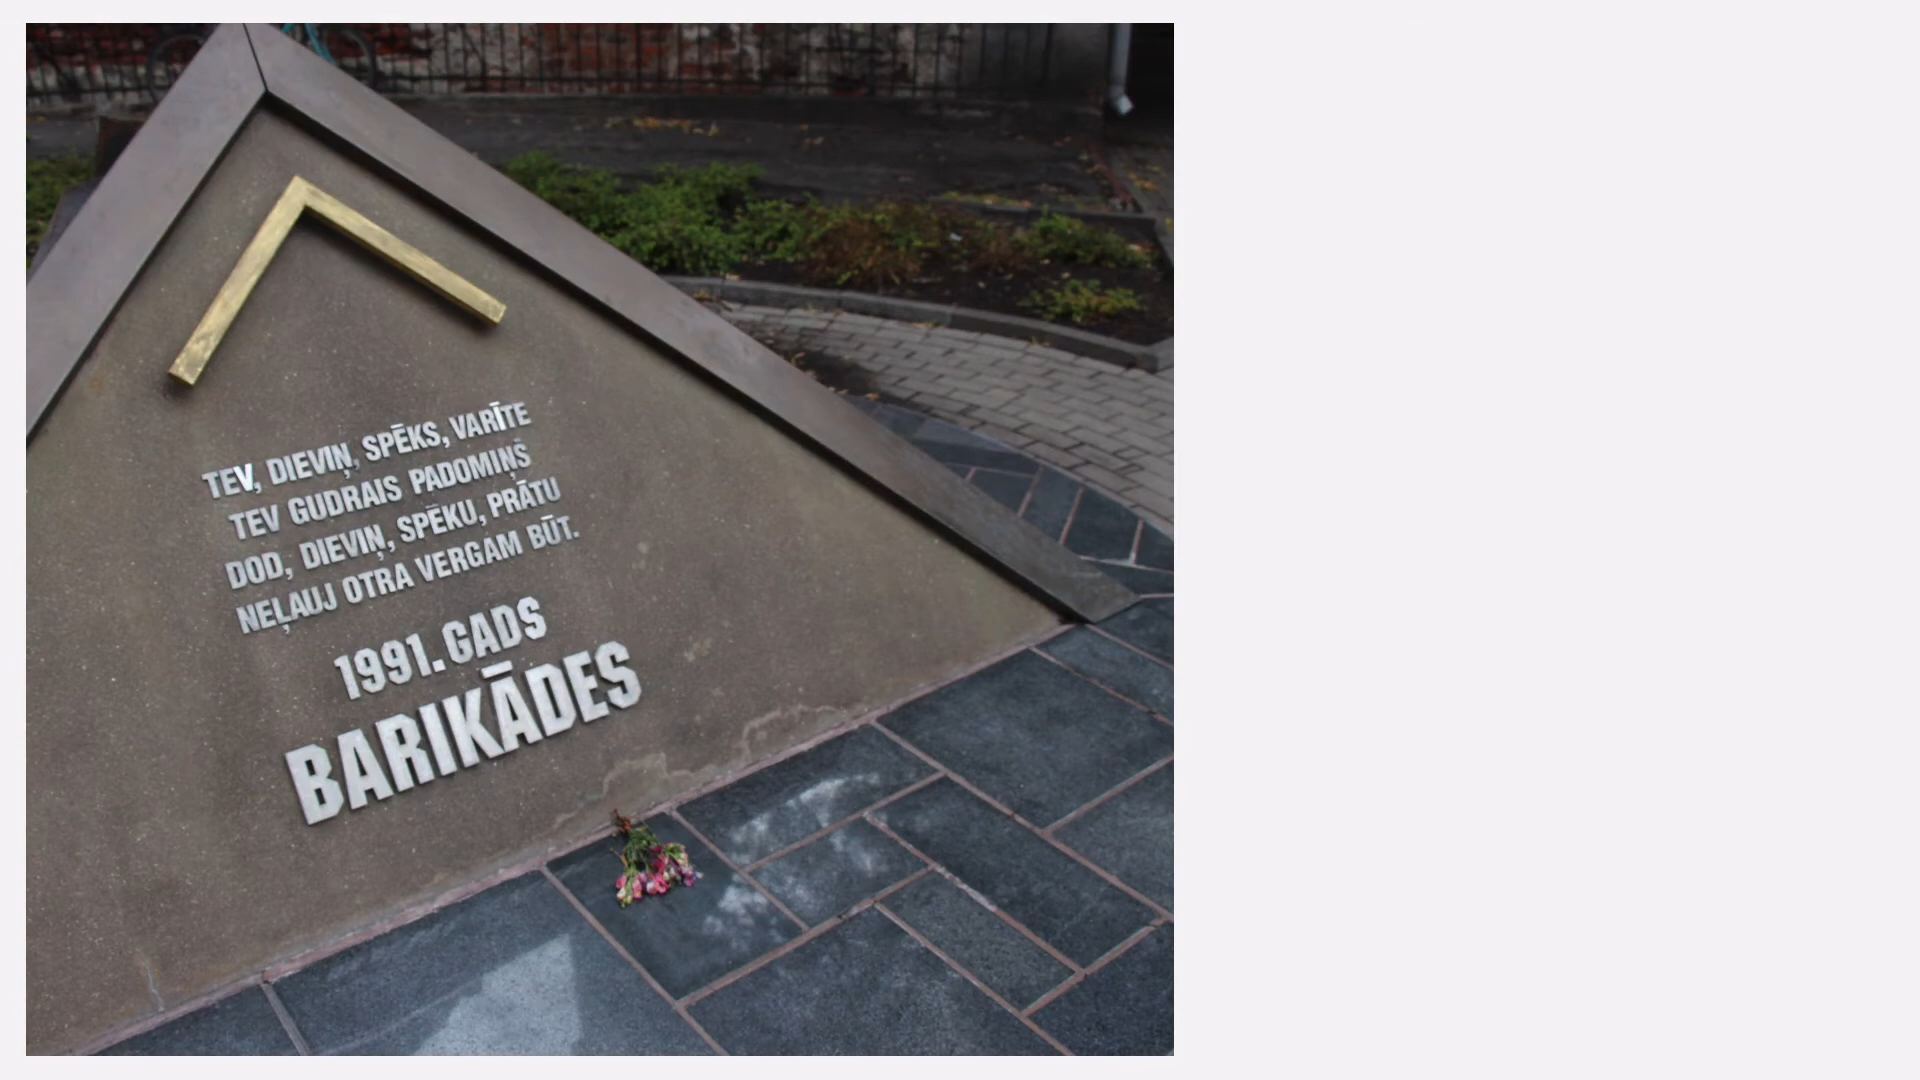 TEV, DIEVIŅ, SPĒKS, VARĪTE
TEV GUDRAIS PADOMIŅŠ
DOD, DIEVIŅ, SPĒKU, PRĀTU
NEĻAUJ OTRA VERGAM BŪT.
1991. GADS
BARIKĀDES